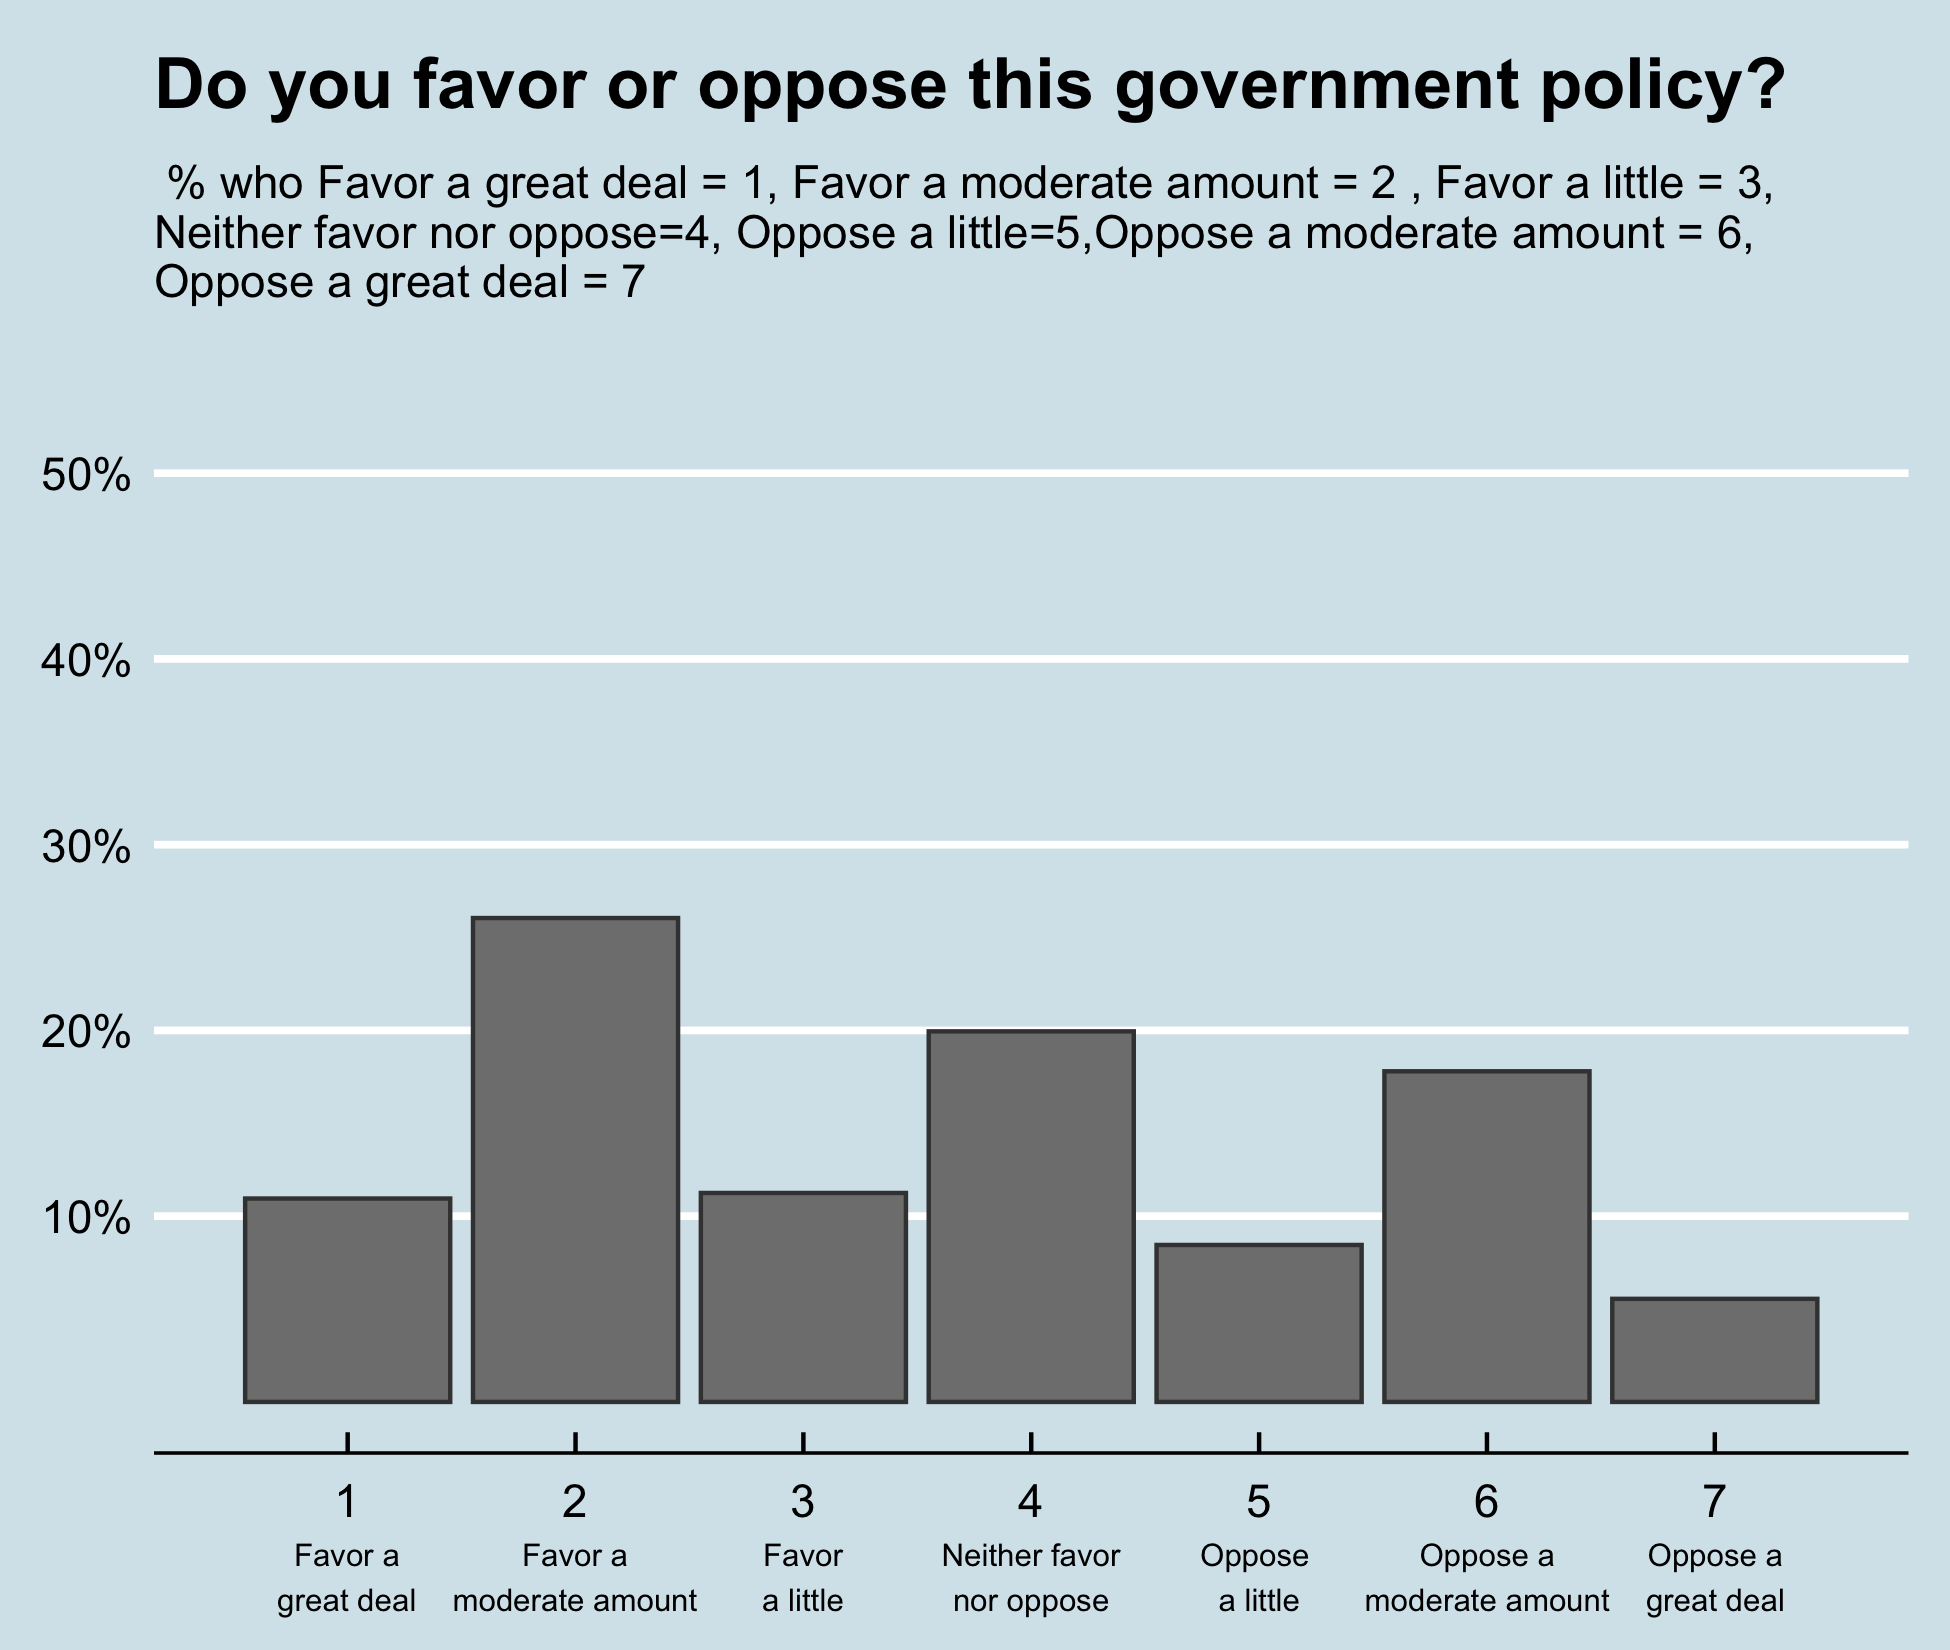 Do you favor or oppose this government policy?
% who Favor a great deal = 1, Favor a moderate amount = 2 , Favor a little = 3,
Neither favor nor oppose=4, Oppose a little=5,Oppose a moderate amount = 6,
Oppose a great deal = 7
50%
40%
30%
20%
10%
1 2 3 4 5 6 7
Favor a Favor a Favor Neither favor Oppose Oppose a Oppose a
great deal moderate amount a little nor oppose a little moderate amount great deal